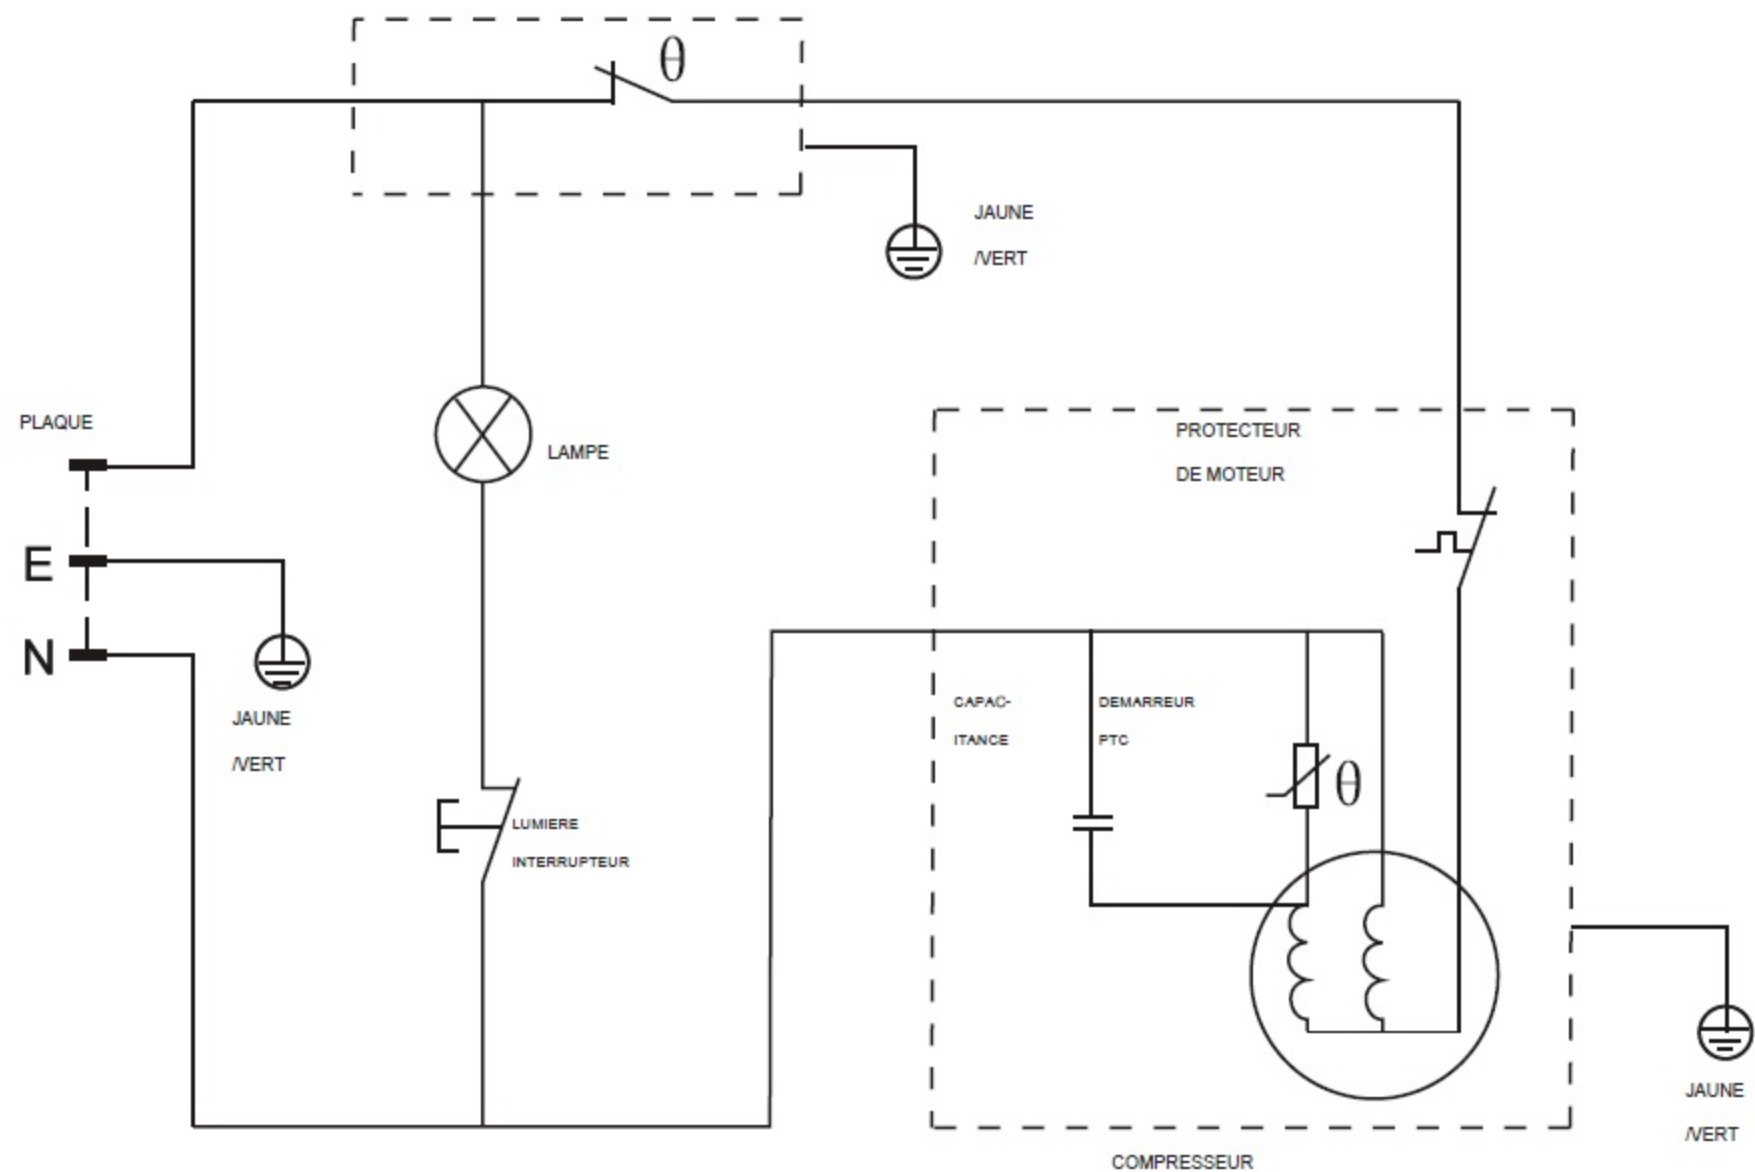 θ
JAUNE
/VERT
PLAQUE
LAMPE
PROTECTEUR
DE MOTEUR
E
N
JAUNE
/VERT
CAPAC-
ITANCE
DEMARREUR
PTC
θ
LUMIERE
INTERRUPTEUR
JAUNE
/VERT
COMPRESSEUR